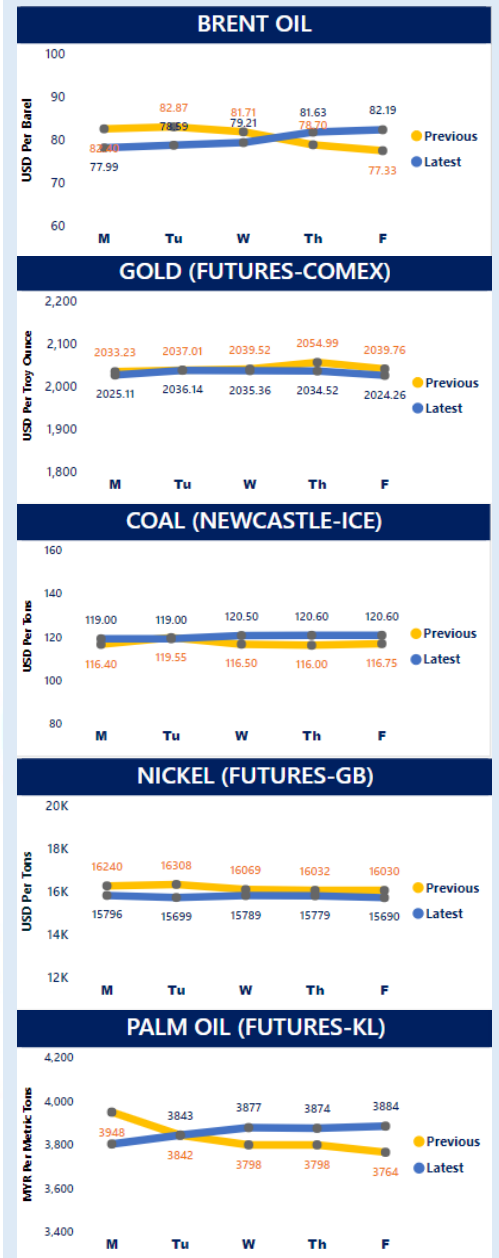 BRENT OIL
100
90
80
70
60
USD Per Barel
82.87
81.71
78.59
79.21
81.63
78.70
82.19
77.99
77.33
Previous
Latest
M Tu W Th F
GOLD (FUTURES-COMEX)
2,200
2,100
2,000
1,900
1,800
USD Per Troy Ounce
2033.23 2037.01 2039.52 2054.99 2039.76
2025.11 2036.14 2035.36 2034.52 2024.26
Previous
Latest
M Tu W Th F
COAL (NEWCASTLE-ICE)
160
140
120
100
80
USD Per Tons
119.00 119.00 120.50 120.60 120.60
116.40 119.55 116.50 116.00 116.75
Previous
Latest
M Tu W Th F
NICKEL (FUTURES-GB)
20K
18K
16K
14K
12K
USD Per Tons
16240 16308 16069 16032 16030
15796 15699 15789 15779 15690
Previous
Latest
M Tu W Th F
PALM OIL (FUTURES-KL)
4,200
4,000
3,800
3,600
3,400
MYR Per Metric Tons
3843 3877 3874 3884
3948 3842 3798 3798 3764
Previous
Latest
M Tu W Th F